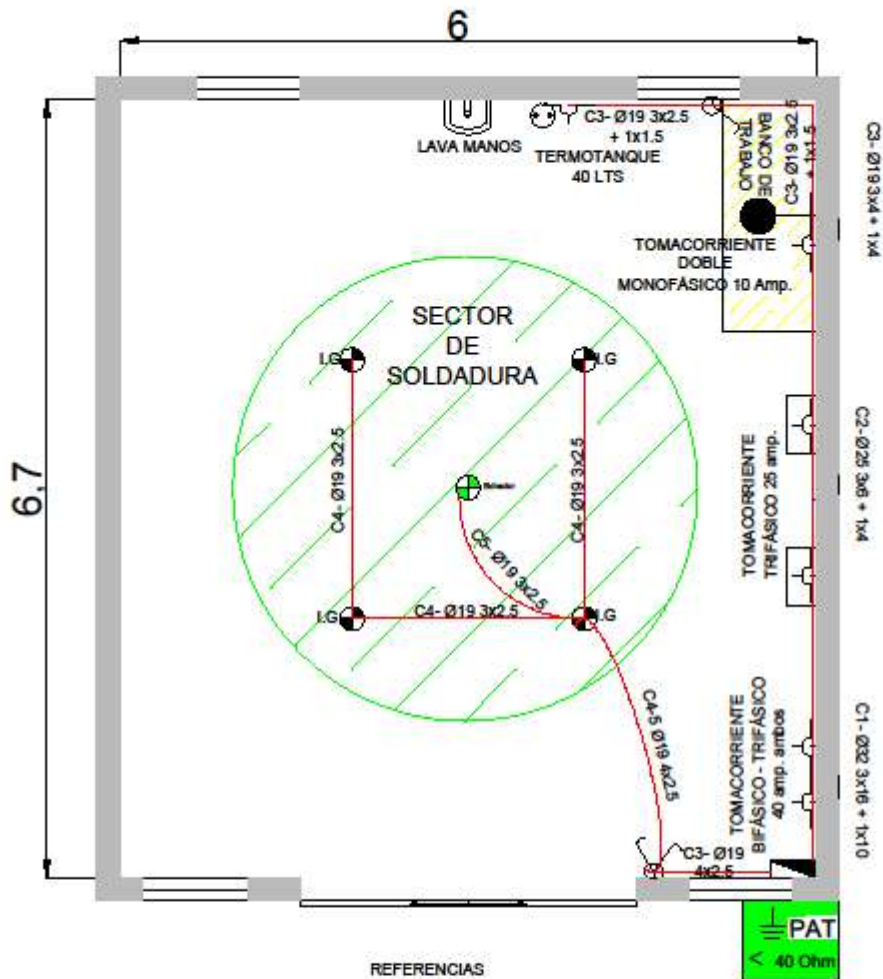 6
6,7
LAVA MANOS
C3- Ø19 3x2.5
+ 1x1.5
TERMOTANQUE
40 LTS
BANCO DE
TRABAJO
C3- Ø19 3x2.5
+ 1x1.5
C3- Ø19 3x4 + 1x4
TOMACORRIENTE
DOBLE
MONOFÁSICO 10 Amp.
SECTOR
DE
SOLDADURA
I.G
I.G
C4- Ø19 3x2.5
C4- Ø19 3x2.5
C5- Ø19 3x2.5
I.G
C4- Ø19 3x2.5
I.G
TOMACORRIENTE
TRIFÁSICO 25 amp.
C2- Ø25 3x6 + 1x4
C4-5 Ø19 4x2.5
TOMACORRIENTE
BIFÁSICO - TRIFÁSICO
40 amp. ambos
C1- Ø32 3x16 + 1x10
C3- Ø19
4x2.5
PAT
< 40 Ohm
REFERENCIAS